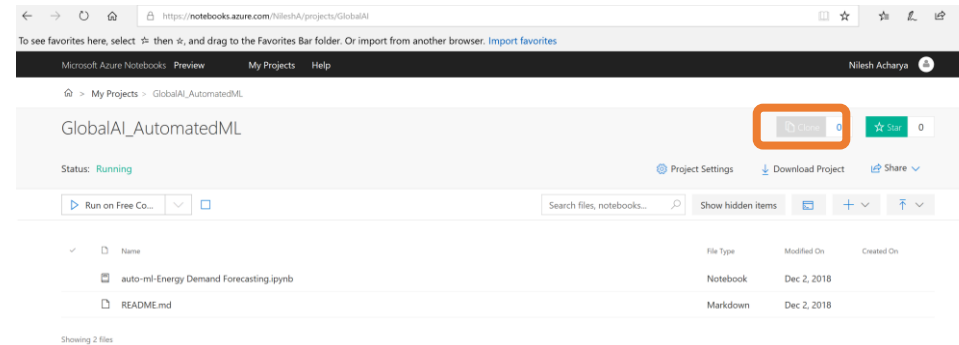 https://notebooks.azure.com/NileshA/projects/GlobalAI
To see favorites here, select ☆ then ☆, and drag to the Favorites Bar folder. Or import from another browser. Import favorites
Microsoft Azure Notebooks Preview My Projects Help Nilesh Acharya
> My Projects > GlobalAI_AutomatedML
GlobalAI_AutomatedML Clone 0 Star 0
Status: Running Project Settings Download Project Share
Run on Free Co... Search files, notebooks... Show hidden items
Name File Type Modified On Created On
auto-ml-Energy Demand Forecasting.ipynb Notebook Dec 2, 2018
README.md Markdown Dec 2, 2018
Showing 2 files